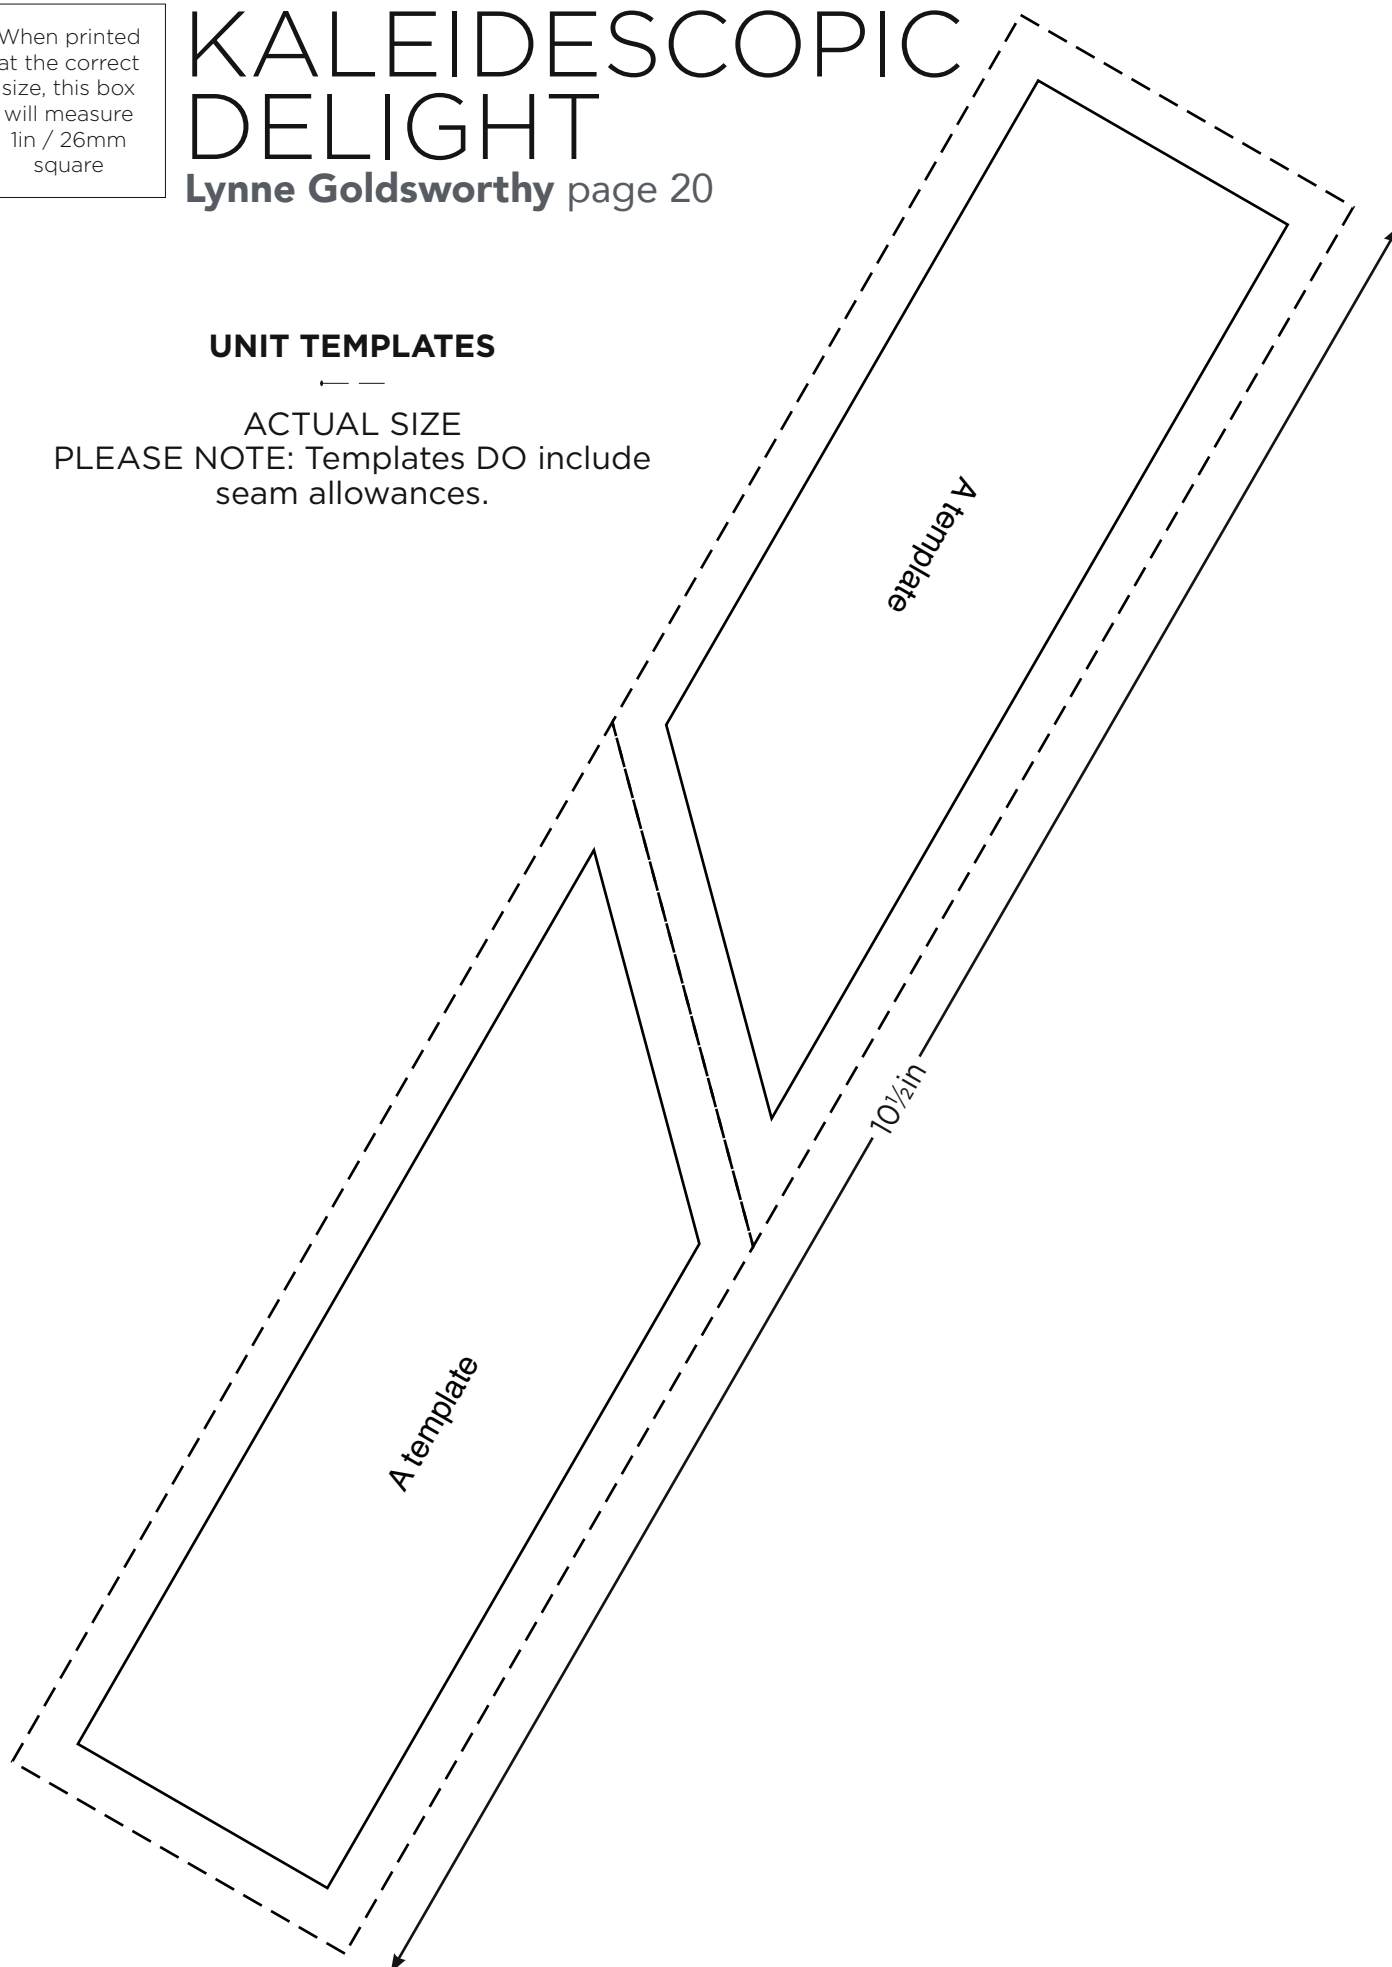 When printed
at the correct
size, this box
will measure
1in / 26mm
square
KALEIDESCOPIC
DELIGHT
Lynne Goldsworthy page 20
UNIT TEMPLATES
ACTUAL SIZE
PLEASE NOTE: Templates DO include
seam allowances.
A template
10½in
A template